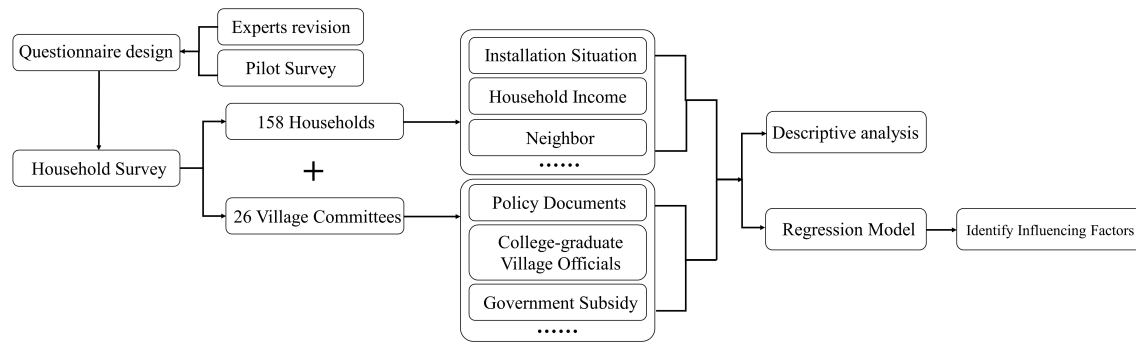 Experts revision
Questionnaire design
Pilot Survey
Household Survey
158 Households
+
26 Village Committees
Installation Situation
Household Income
Neighbor
······
Policy Documents
College-graduate
Village Officials
Government Subsidy
······
Descriptive analysis
Regression Model
Identify Influencing Factors